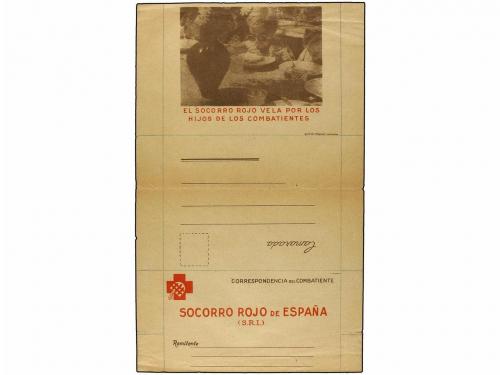 EL SOCORRO ROJO VELA POR LOS
HIJOS DE LOS COMBATIENTES
Camarada
CORRESPONDENCIA DEL COMBATIENTE
SOCORRO ROJO DE ESPAÑA
(S.R.I.)
Remitente